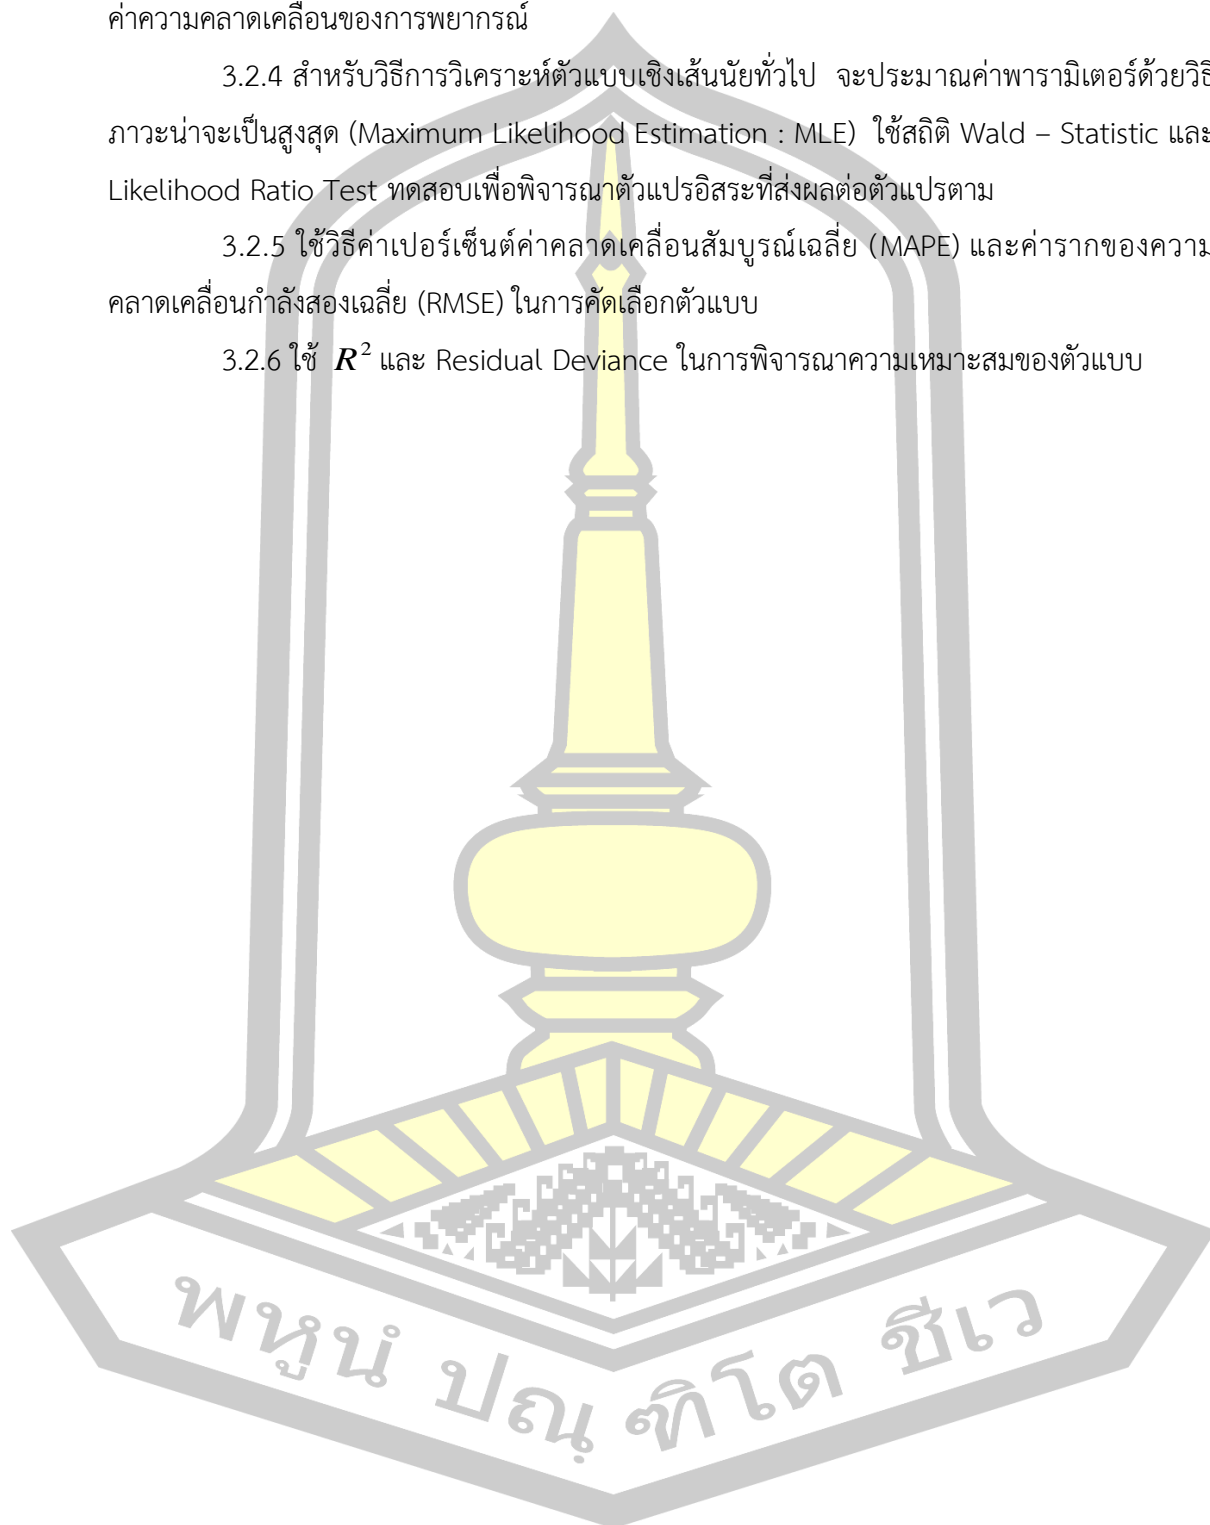 ค่าความคลาดเคลื่อนของการพยากรณ์
3.2.4 สำหรับวิธีการวิเคราะห์ตัวแบบเชิงเส้นนัยทั่วไป จะประมาณค่าพารามิเตอร์ด้วยวิธี
ภาวะน่าจะเป็นสูงสุด (Maximum Likelihood Estimation : MLE) ใช้สถิติ Wald – Statistic และ
Likelihood Ratio Test ทดสอบเพื่อพิจารณาตัวแปรอิสระที่ส่งผลต่อตัวแปรตาม
3.2.5 ใช้วิธีค่าเปอร์เซ็นต์ค่าคลาดเคลื่อนสัมบูรณ์เฉลี่ย (MAPE) และค่ารากของความ
คลาดเคลื่อนกำลังสองเฉลี่ย (RMSE) ในการคัดเลือกตัวแบบ
3.2.6 ใช้ R² และ Residual Deviance ในการพิจารณาความเหมาะสมของตัวแบบ
พหูนํ ปณฺ ฑิโต ชีเว